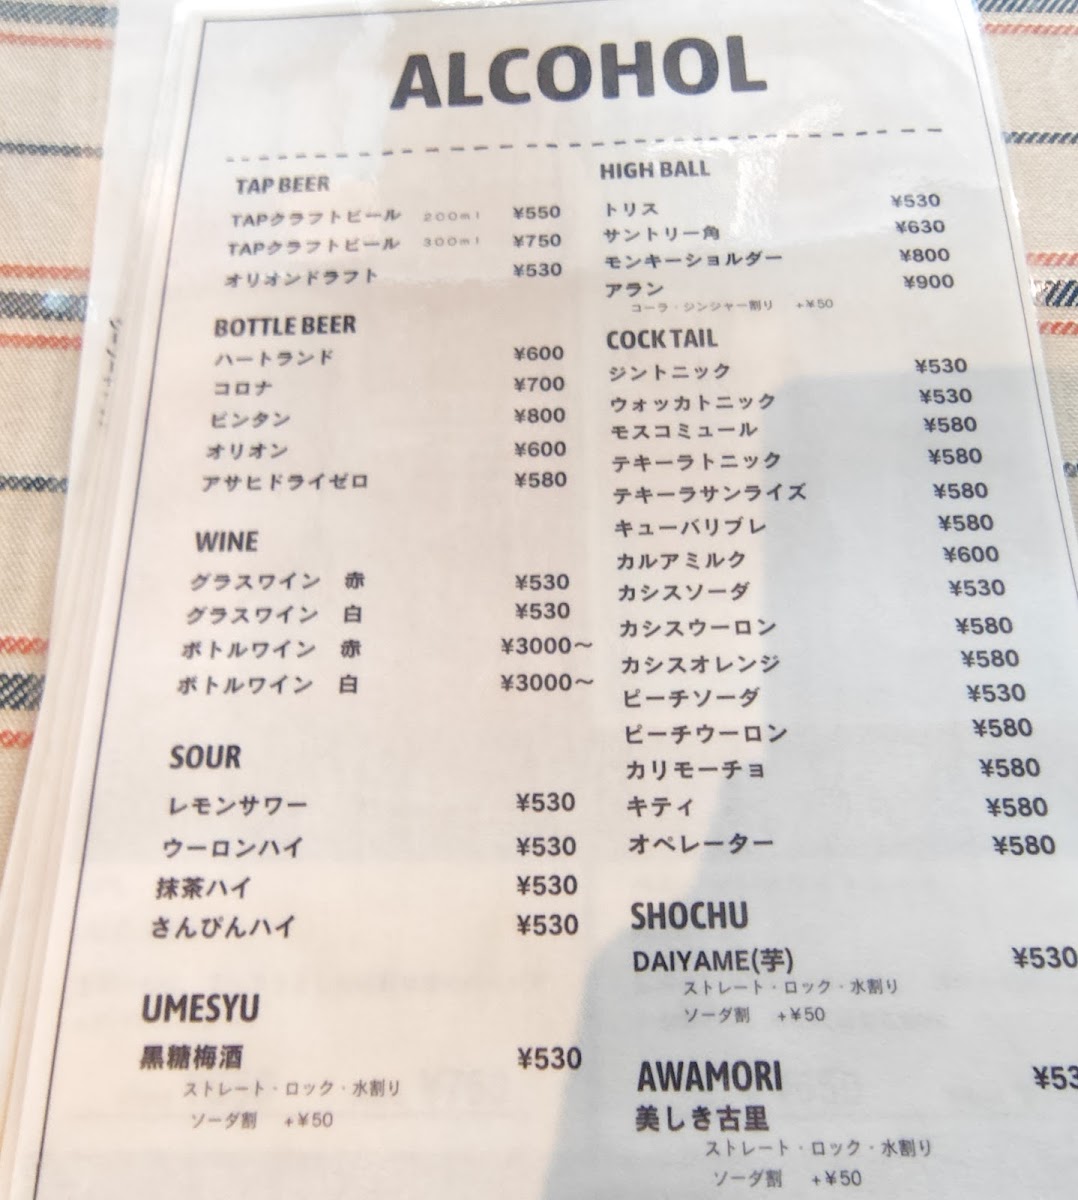 ALCOHOL
TAP BEER
TAPクラフトビール 200ml ¥550
TAPクラフトビール 300ml ¥750
オリオンドラフト ¥530
BOTTLE BEER
ハートランド ¥600
コロナ ¥700
ビンタン ¥800
オリオン ¥600
アサヒドライゼロ ¥580
WINE
グラスワイン 赤 ¥530
グラスワイン 白 ¥530
ボトルワイン 赤 ¥3000〜
ボトルワイン 白 ¥3000〜
SOUR
レモンサワー ¥530
ウーロンハイ ¥530
抹茶ハイ ¥530
さんぴんハイ ¥530
UMESYU
黒糖梅酒 ¥530
ストレート・ロック・水割り
ソーダ割 +¥50
HIGH BALL
トリス ¥530
サントリー角 ¥630
モンキーショルダー ¥800
アラン ¥900
コーラ・ジンジャー割り +¥50
COCKTAIL
ジントニック ¥530
ウォッカトニック ¥530
モスコミュール ¥580
テキーラトニック ¥580
テキーラサンライズ ¥580
キューバリブレ ¥580
カルアミルク ¥600
カシスソーダ ¥530
カシスウーロン ¥580
カシスオレンジ ¥580
ピーチソーダ ¥530
ピーチウーロン ¥580
カリモーチョ ¥580
キティ ¥580
オペレーター ¥580
SHOCHU
DAIYAME(芋) ¥530
ストレート・ロック・水割り
ソーダ割 +¥50
AWAMORI ¥53
美しき古里
ストレート・ロック・水割り
ソーダ割 +¥50